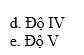 d. Độ IV
e. Độ V